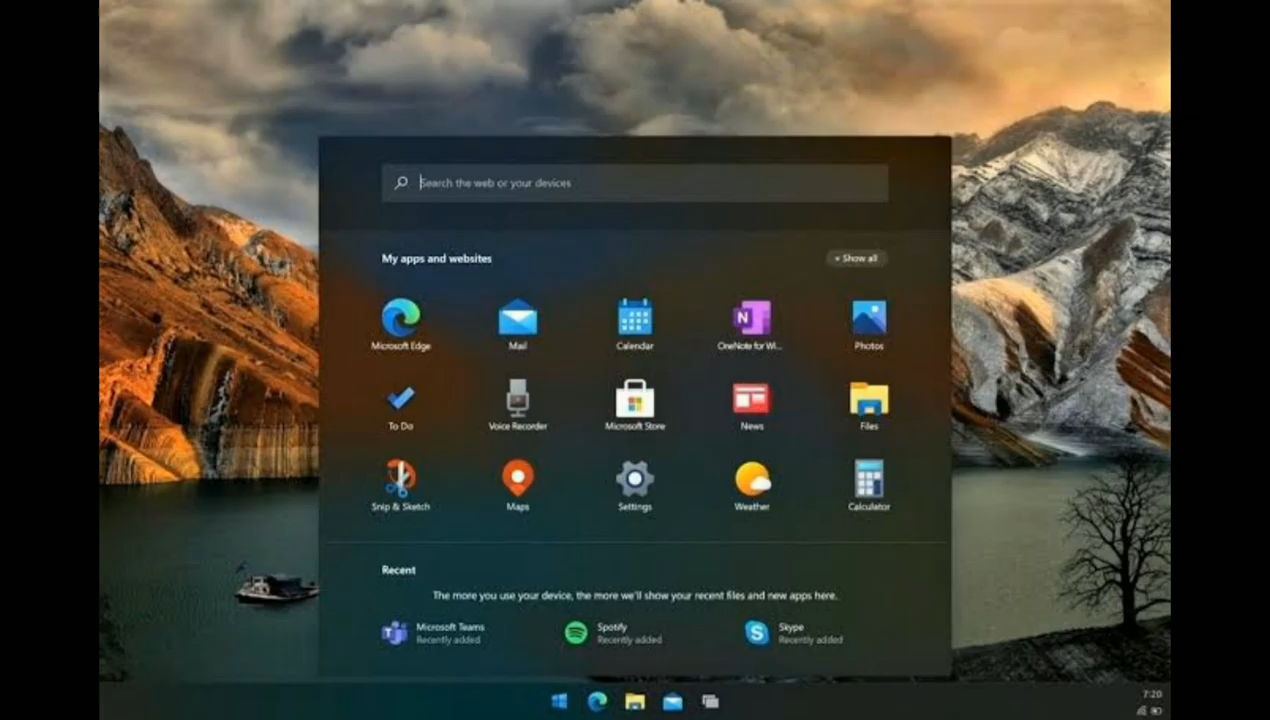 Search the web or your devices
My apps and websites
Show all
Microsoft Edge
Mail
Calendar
OneNote for Wi...
Photos
To Do
Voice Recorder
Microsoft Store
News
Files
Snip & Sketch
Maps
Settings
Weather
Calculator
Recent
The more you use your device, the more we'll show your recent files and new apps here.
Microsoft Teams
Recently added
Spotify
Recently added
Skype
Recently added
7:20